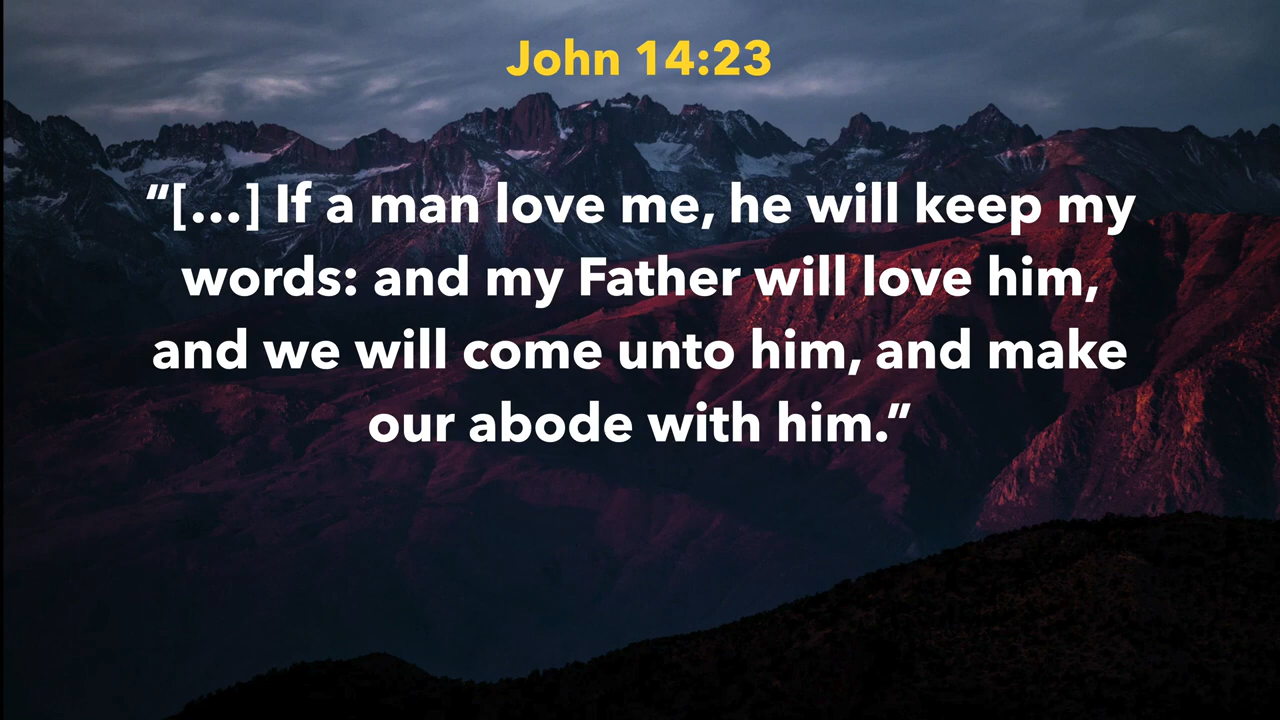 John 14:23
“[...] If a man love me, he will keep my
words: and my Father will love him,
and we will come unto him, and make
our abode with him.”